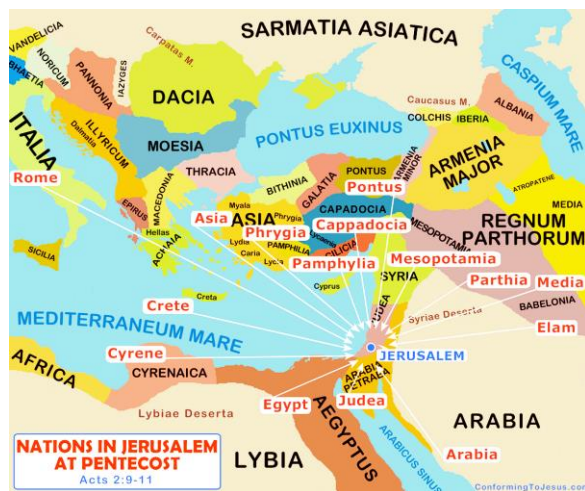 SARMATIA ASIATICA
VANDELICIA
NORICUM
RHAETIA
PANNONIA
IAZYGES
Carpatas M.
DACIA
CASPIUM MARE
Caucasus M.
ALBANIA
COLCHIS
IBERIA
ITALIA
ILLYRICUM
Dalmatia
MOESIA
PONTUS EUXINUS
ARMENIA
MINOR
ARMENIA
MAJOR
ATROPATENE
MEDIA
Rome
THRACIA
MACEDONIA
EPIRUS
Hellas
ACHAIA
BITHINIA
GALATIA
PONTUS
Pontus
Asia
Myala
ASIA
Phrygia
Phrygia
CAPADOCIA
Cappadocia
MESOPOTAMIA
REGNUM
PARTHORUM
Lydia
Caria
Lycia
PAMPHILIA
Lycaonia
CILICIA
Pamphylia
Mesopotamia
SYRIA
SICILIA
Cyprus
Parthia
Media
Crete
Creta
JUDEA
Syriae Deserta
BABELONIA
Elam
MEDITERRANEUM MARE
Cyrene
JERUSALEM
AFRICA
CYRENAICA
ARABIA
PETRAEA
Egypt
Judea
Lybiae Deserta
AEGYPTUS
ARABIA
Arabia
ARABICUS SINUS
LYBIA
NATIONS IN JERUSALEM
AT PENTECOST
Acts 2:9-11
ConformingToJesus.com